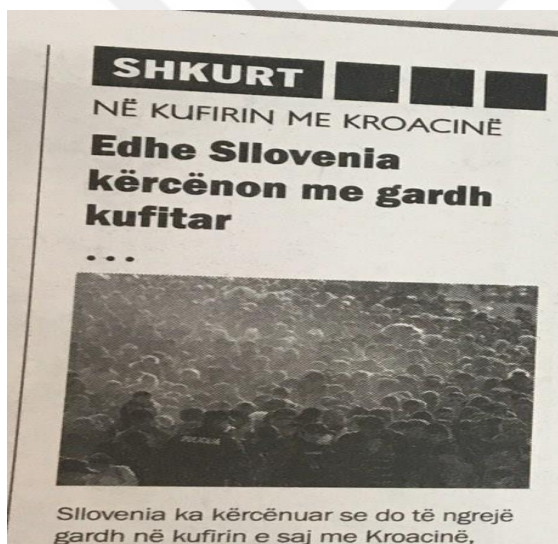 SHKURT
NË KUFIRIN ME KROACINË
Edhe Sllovenia
kërcënon me gardh
kufitar
...
POLICIJA
Sllovenia ka kërcënuar se do të ngrejë
gardh në kufirin e saj me Kroacinë,